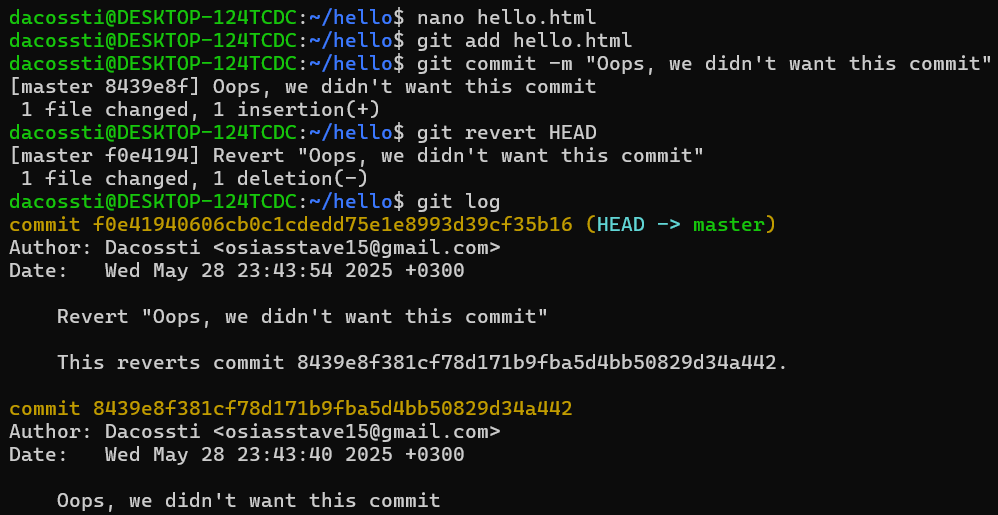 dacossti@DESKTOP-124TCDC:~/hello$ nano hello.html
dacossti@DESKTOP-124TCDC:~/hello$ git add hello.html
dacossti@DESKTOP-124TCDC:~/hello$ git commit -m "Oops, we didn't want this commit"
[master 8439e8f] Oops, we didn't want this commit
 1 file changed, 1 insertion(+)
dacossti@DESKTOP-124TCDC:~/hello$ git revert HEAD
[master f0e4194] Revert "Oops, we didn't want this commit"
 1 file changed, 1 deletion(-)
dacossti@DESKTOP-124TCDC:~/hello$ git log
commit f0e41940606cb0c1cdedd75e1e8993d39cf35b16 (HEAD -> master)
Author: Dacossti <osiasstave15@gmail.com>
Date:   Wed May 28 23:43:54 2025 +0300

    Revert "Oops, we didn't want this commit"

    This reverts commit 8439e8f381cf78d171b9fba5d4bb50829d34a442.

commit 8439e8f381cf78d171b9fba5d4bb50829d34a442
Author: Dacossti <osiasstave15@gmail.com>
Date:   Wed May 28 23:43:40 2025 +0300

    Oops, we didn't want this commit